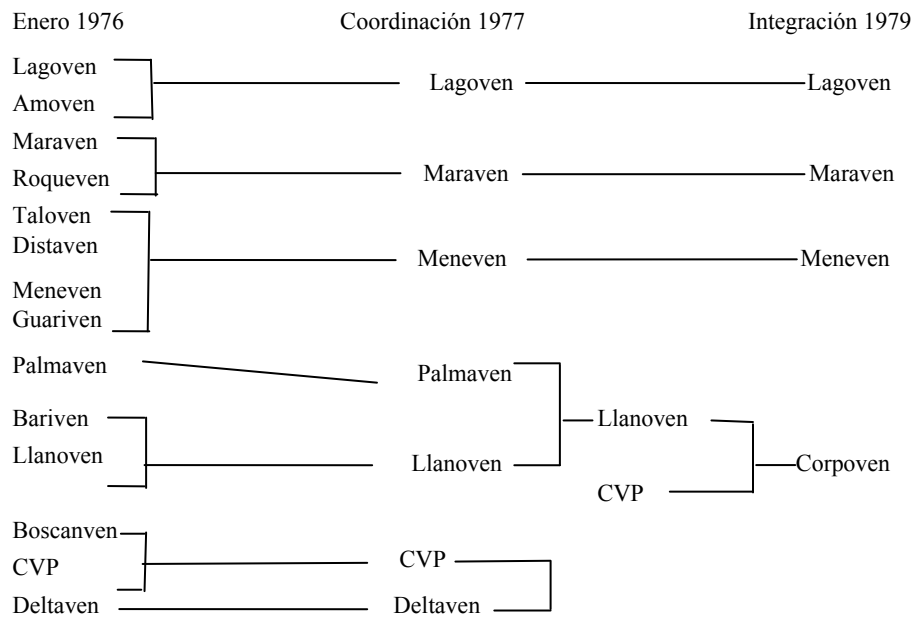 Enero 1976 Coordinación 1977 Integración 1979
Lagoven
Amoven
Lagoven
Lagoven
Maraven
Roqueven
Maraven
Maraven
Taloven
Distaven
Meneven
Guariven
Meneven
Meneven
Palmaven
Palmaven
Bariven
Llanoven
Llanoven
Llanoven
CVP
Corpoven
Boscanven
CVP
CVP
Deltaven
Deltaven